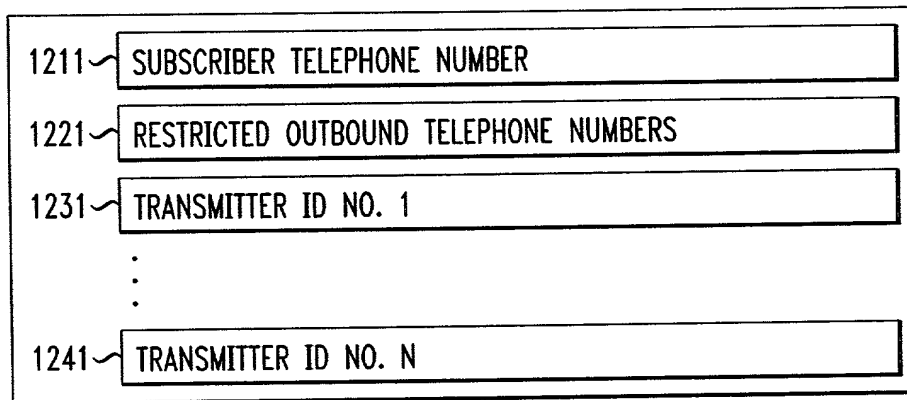 1211 SUBSCRIBER TELEPHONE NUMBER
1221 RESTRICTED OUTBOUND TELEPHONE NUMBERS
1231 TRANSMITTER ID NO. 1
1241 TRANSMITTER ID NO. N